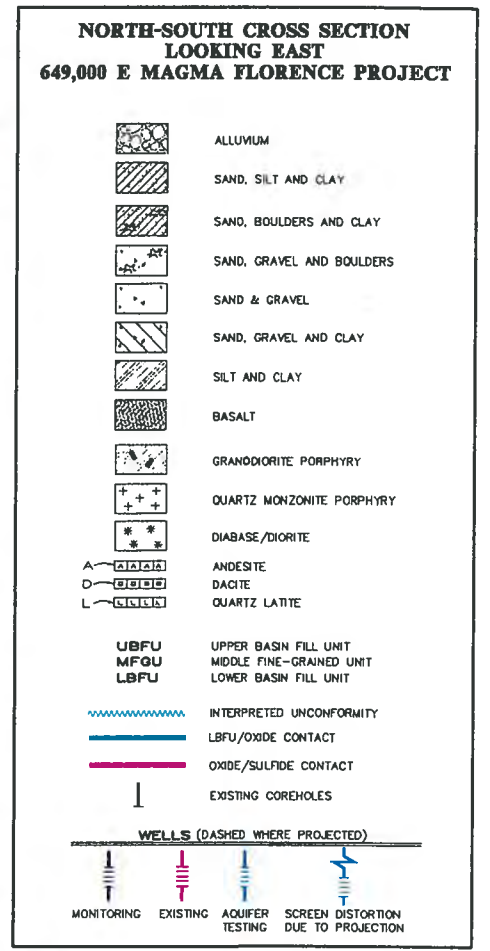 NORTH-SOUTH CROSS SECTION
LOOKING EAST
649,000 E MAGMA FLORENCE PROJECT
ALLUVIUM
SAND, SILT AND CLAY
SAND, BOULDERS AND CLAY
SAND, GRAVEL AND BOULDERS
SAND & GRAVEL
SAND, GRAVEL AND CLAY
SILT AND CLAY
BASALT
GRANODIORITE PORPHYRY
QUARTZ MONZONITE PORPHYRY
DIABASE/DIORITE
A A A A A ANDESITE
D D D D D DACITE
L L L L L QUARTZ LATITE
UBFU UPPER BASIN FILL UNIT
MFGU MIDDLE FINE-GRAINED UNIT
LBFU LOWER BASIN FILL UNIT
INTERPRETED UNCONFORMITY
LBFU/OXIDE CONTACT
OXIDE/SULFIDE CONTACT
EXISTING COREHOLES
WELLS (DASHED WHERE PROJECTED)
MONITORING EXISTING AQUIFER SCREEN DISTORTION
TESTING DUE TO PROJECTION